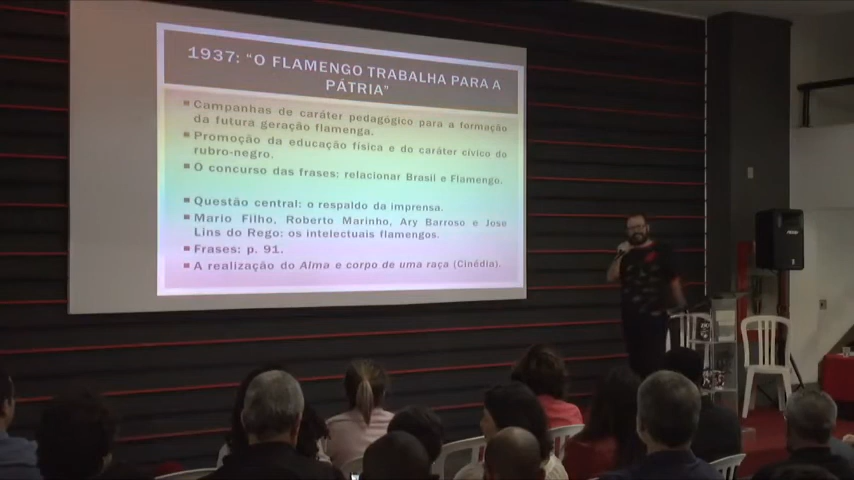 1937: “O FLAMENGO TRABALHA PARA A
PÁTRIA”
▪ Campanhas de caráter pedagógico para a formação
da futura geração flamenga.
▪ Promoção da educação física e do caráter cívico do
rubro-negro.
▪ O concurso das frases: relacionar Brasil e Flamengo.
▪ Questão central: o respaldo da imprensa.
▪ Mario Filho, Roberto Marinho, Ary Barroso e José
Lins do Rego: os intelectuais flamengos.
▪ Frases: p. 91.
▪ A realização do Alma e corpo de uma raça (Cinédia).